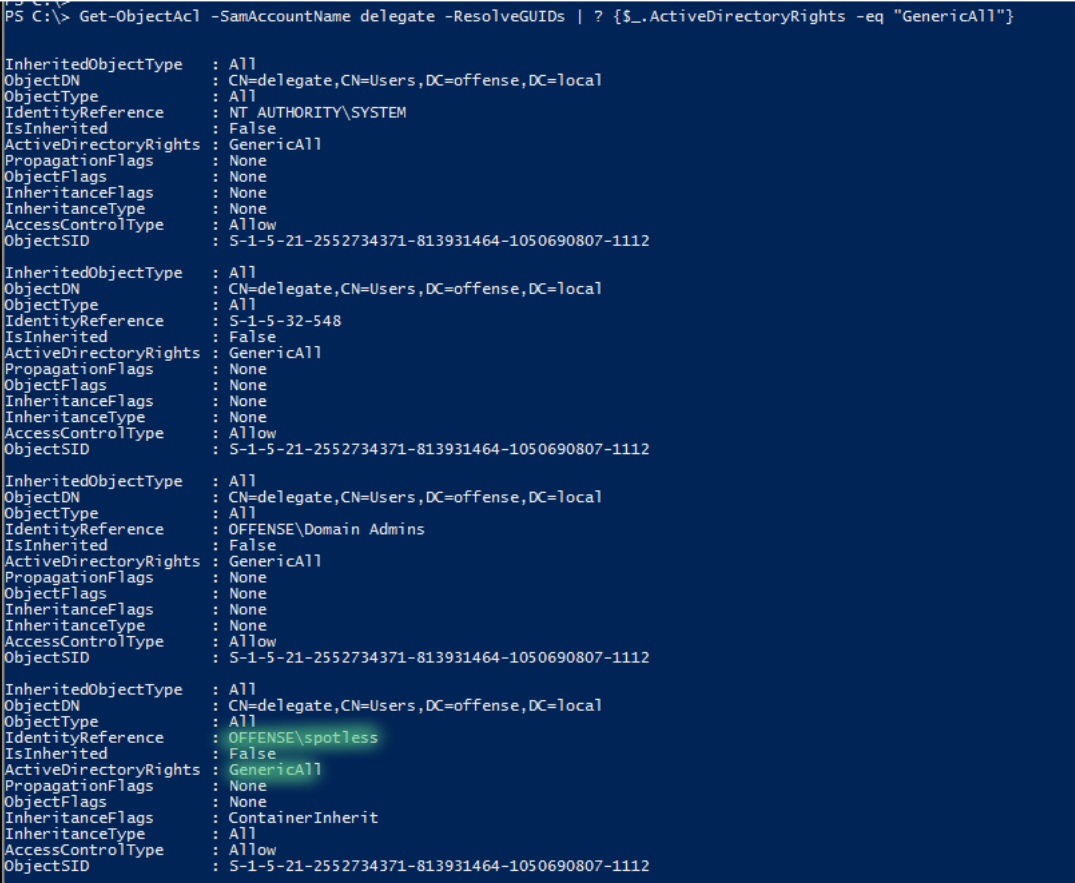 PS C:\> Get-ObjectAcl -SamAccountName delegate -ResolveGUIDs | ? {$_.ActiveDirectoryRights -eq "GenericAll"}
InheritedObjectType : All
ObjectDN : CN=delegate,CN=Users,DC=offense,DC=local
ObjectType : All
IdentityReference : NT AUTHORITY\SYSTEM
IsInherited : False
ActiveDirectoryRights : GenericAll
PropagationFlags : None
ObjectFlags : None
InheritanceFlags : None
InheritanceType : None
AccessControlType : Allow
ObjectSID : S-1-5-21-2552734371-813931464-1050690807-1112
InheritedObjectType : All
ObjectDN : CN=delegate,CN=Users,DC=offense,DC=local
ObjectType : All
IdentityReference : S-1-5-32-548
IsInherited : False
ActiveDirectoryRights : GenericAll
PropagationFlags : None
ObjectFlags : None
InheritanceFlags : None
InheritanceType : None
AccessControlType : Allow
ObjectSID : S-1-5-21-2552734371-813931464-1050690807-1112
InheritedObjectType : All
ObjectDN : CN=delegate,CN=Users,DC=offense,DC=local
ObjectType : All
IdentityReference : OFFENSE\Domain Admins
IsInherited : False
ActiveDirectoryRights : GenericAll
PropagationFlags : None
ObjectFlags : None
InheritanceFlags : None
InheritanceType : None
AccessControlType : Allow
ObjectSID : S-1-5-21-2552734371-813931464-1050690807-1112
InheritedObjectType : All
ObjectDN : CN=delegate,CN=Users,DC=offense,DC=local
ObjectType : All
IdentityReference : OFFENSE\spotless
IsInherited : False
ActiveDirectoryRights : GenericAll
PropagationFlags : None
ObjectFlags : None
InheritanceFlags : ContainerInherit
InheritanceType : All
AccessControlType : Allow
ObjectSID : S-1-5-21-2552734371-813931464-1050690807-1112